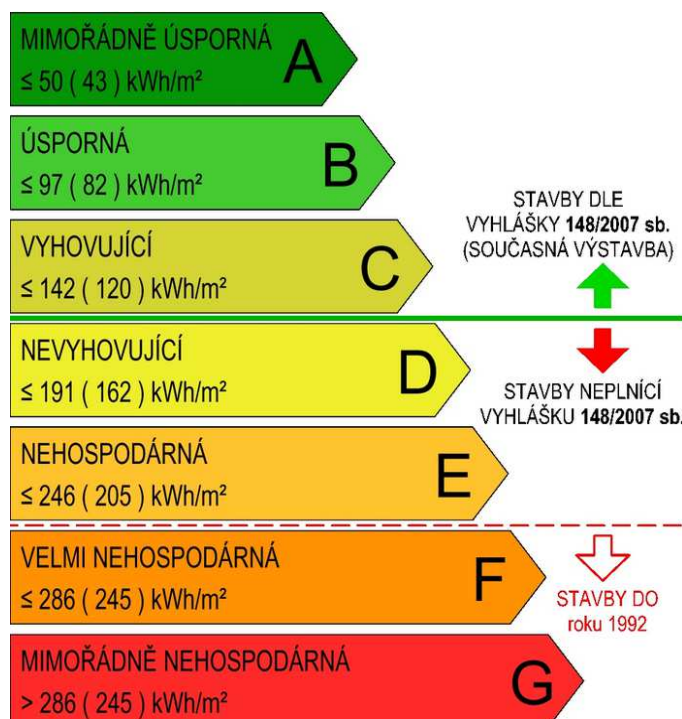 MIMOŘÁDNĚ ÚSPORNÁ
≤ 50 ( 43 ) kWh/m²
A
ÚSPORNÁ
≤ 97 ( 82 ) kWh/m²
B
VYHOVUJÍCÍ
≤ 142 ( 120 ) kWh/m²
C
STAVBY DLE
VYHLÁŠKY 148/2007 sb.
(SOUČASNÁ VÝSTAVBA)
NEVYHOVUJÍCÍ
≤ 191 ( 162 ) kWh/m²
D
STAVBY NEPLNÍCÍ
VYHLÁŠKU 148/2007 sb.
NEHOSPODÁRNÁ
≤ 246 ( 205 ) kWh/m²
E
VELMI NEHOSPODÁRNÁ
≤ 286 ( 245 ) kWh/m²
F
STAVBY DO
roku 1992
MIMOŘÁDNĚ NEHOSPODÁRNÁ
> 286 ( 245 ) kWh/m²
G